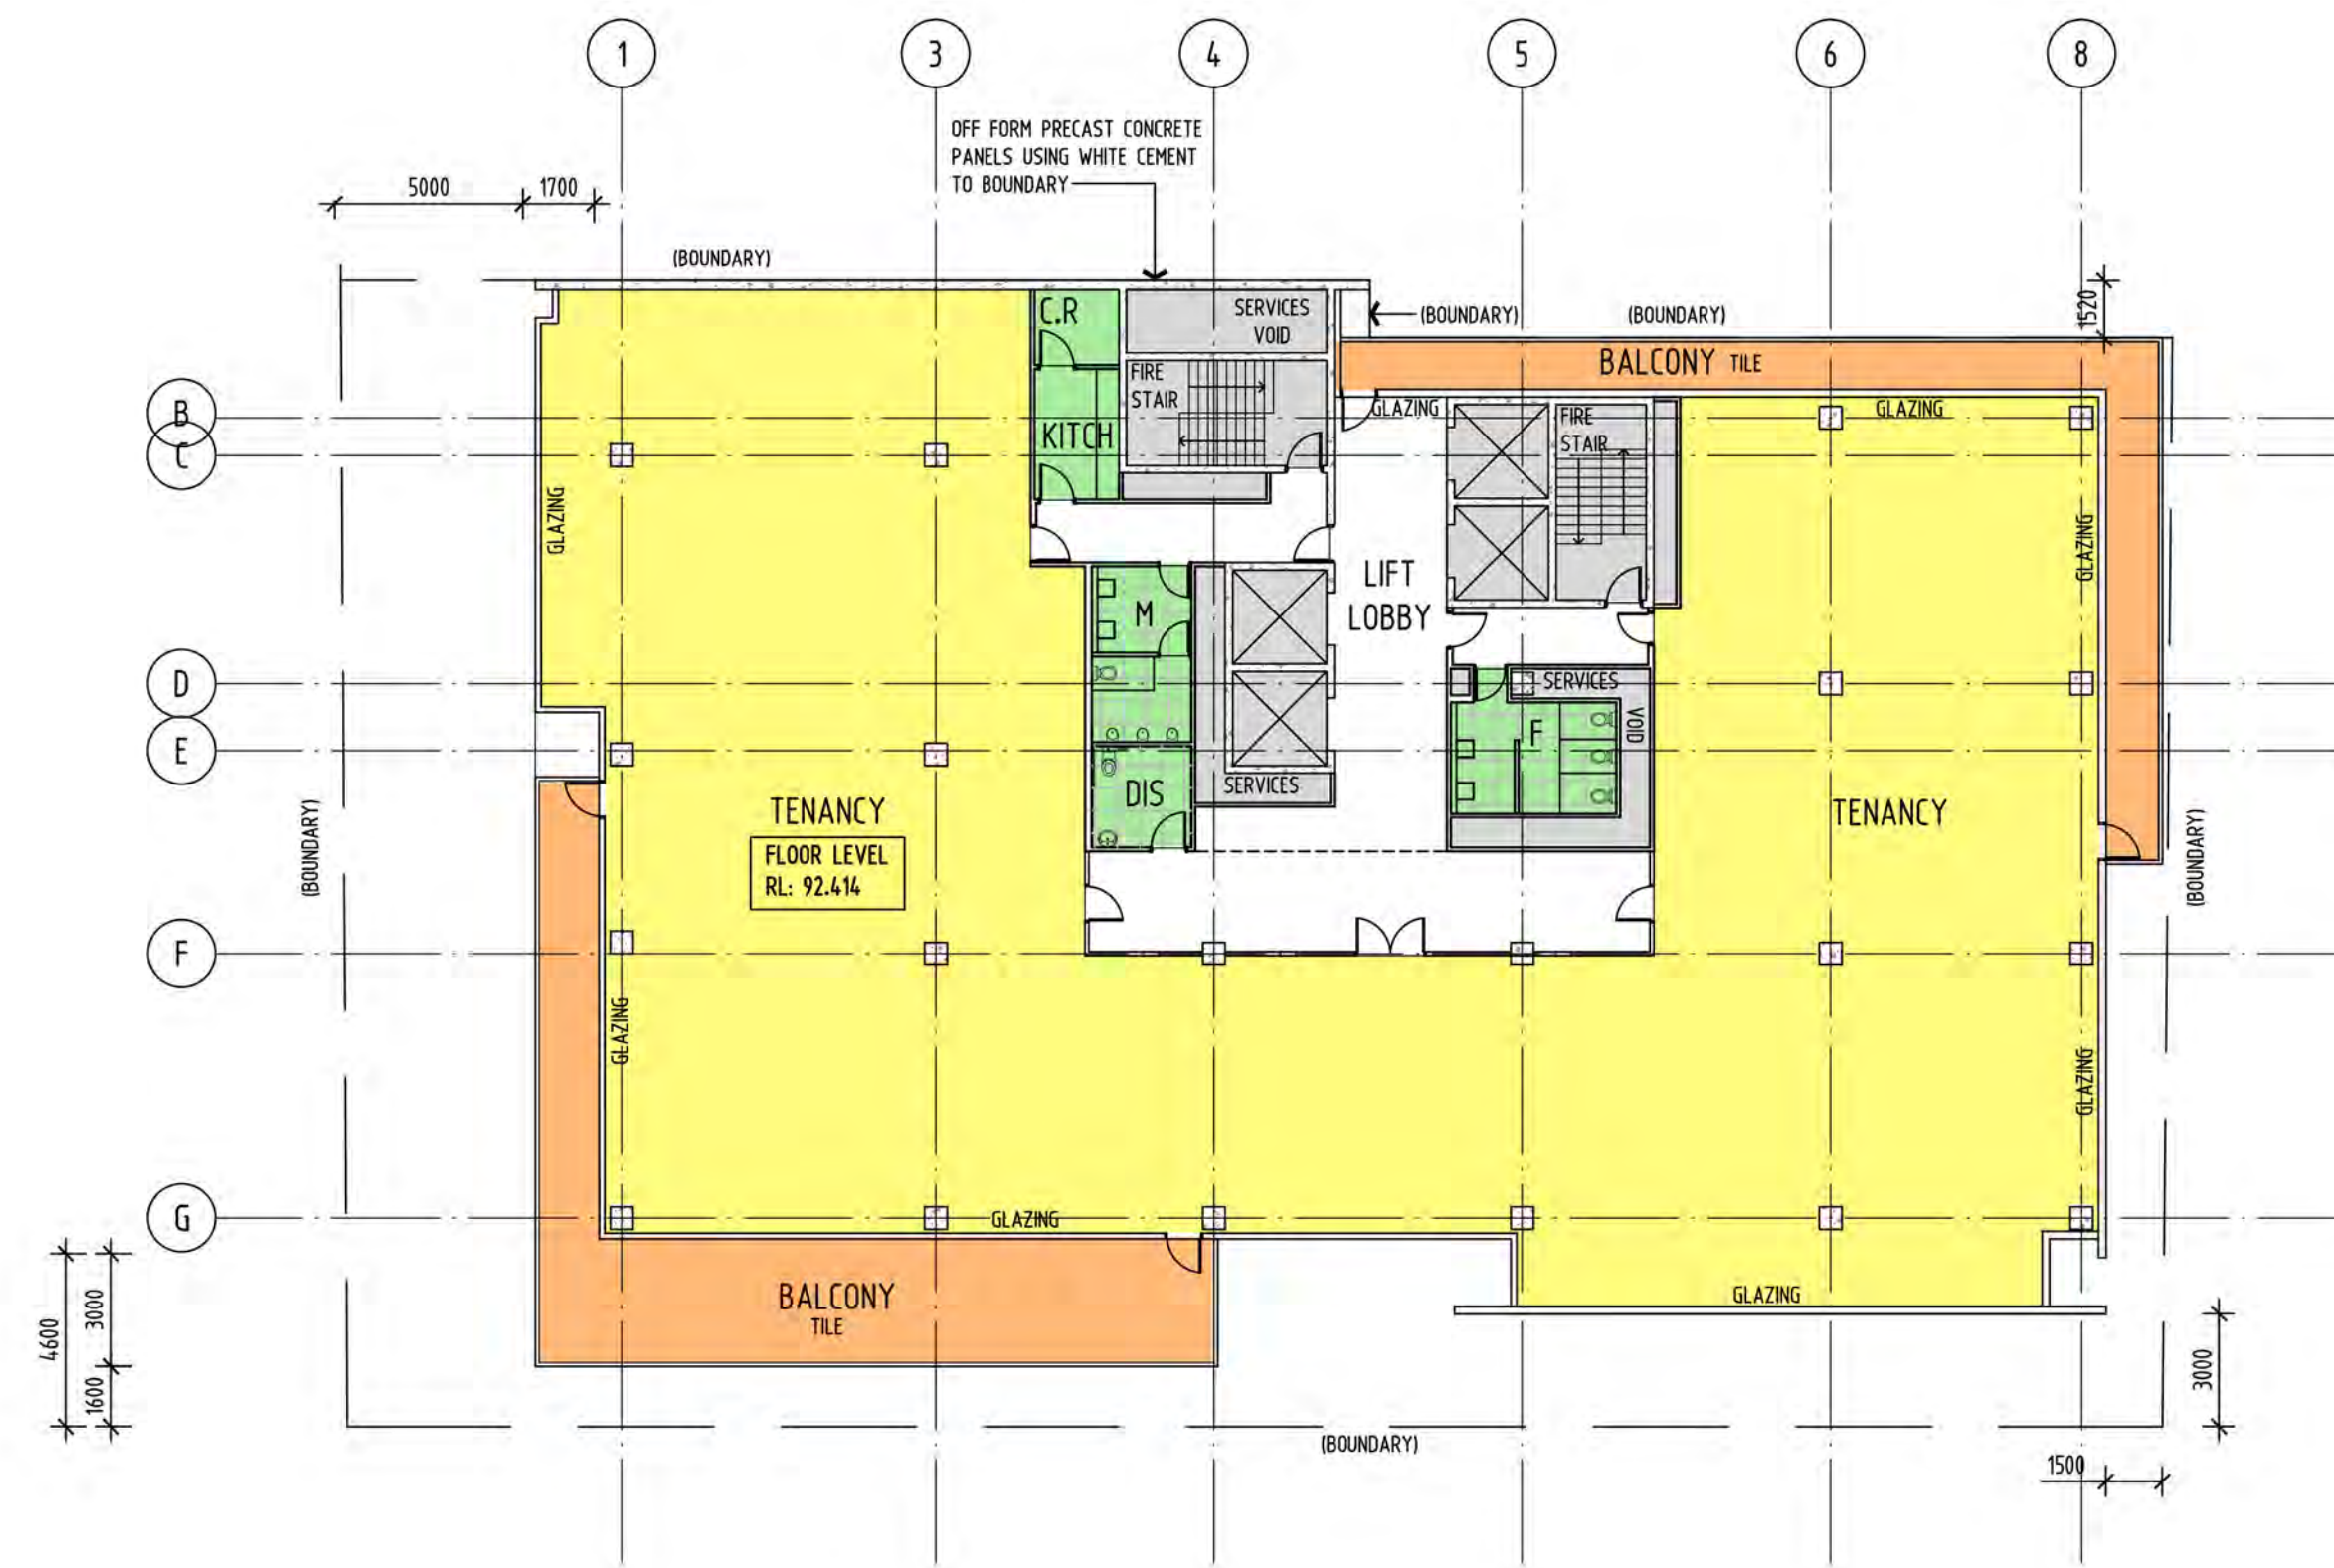 1
3
4
5
6
8
OFF FORM PRECAST CONCRETE
PANELS USING WHITE CEMENT
TO BOUNDARY
5000
1700
(BOUNDARY)
(BOUNDARY)
(BOUNDARY)
1520
C.R
SERVICES
VOID
BALCONY TILE
FIRE
STAIR
GLAZING
GLAZING
FIRE
STAIR
B
C
KITCH
GLAZING
GLAZING
LIFT
LOBBY
M
D
SERVICES
VOID
E
F
DIS
SERVICES
TENANCY
FLOOR LEVEL
RL: 92.414
TENANCY
(BOUNDARY)
(BOUNDARY)
F
GLAZING
GLAZING
G
GLAZING
BALCONY
TILE
GLAZING
4600
3000
1600
3000
(BOUNDARY)
1500